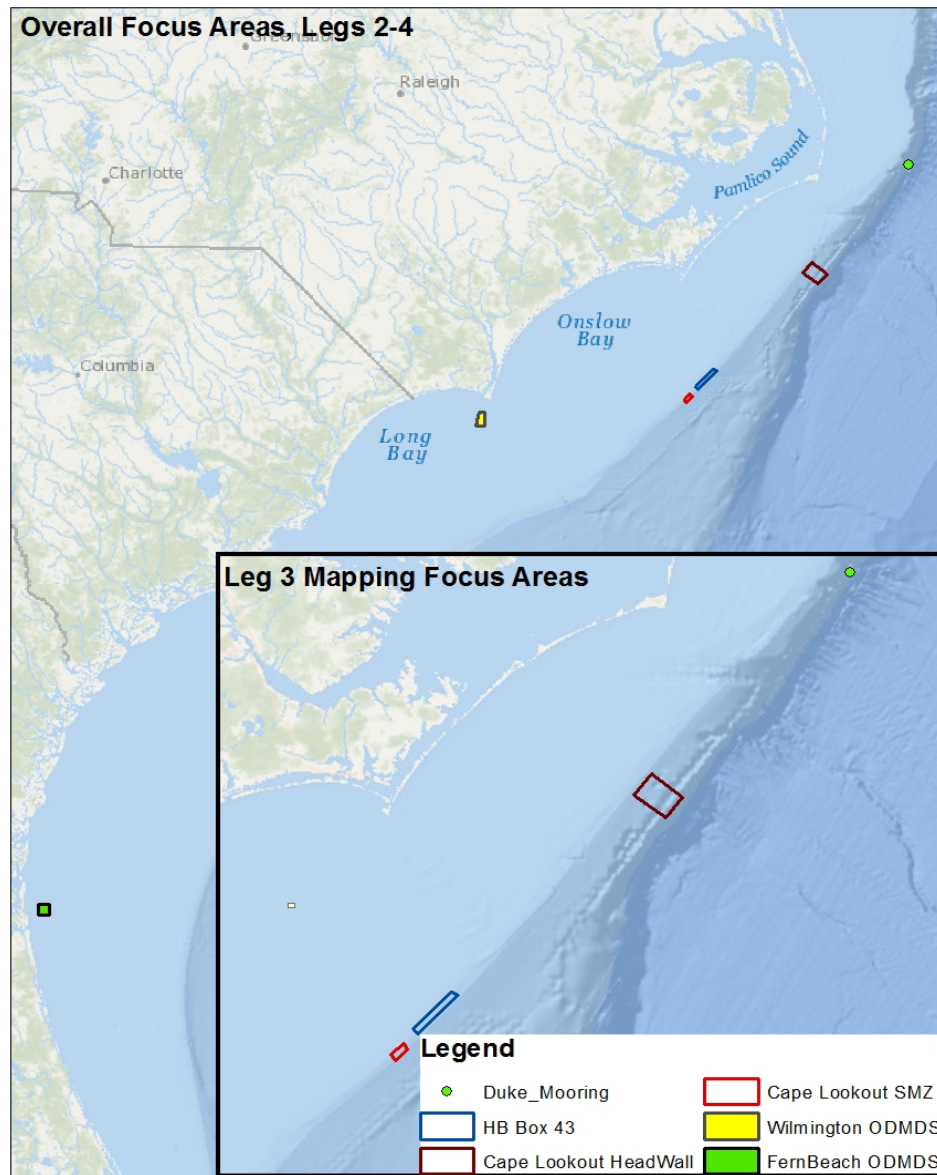 Overall Focus Areas, Legs 2-4
Raleigh
Charlotte
Pamlico Sound
Onslow
Bay
Columbia
Long
Bay
Leg 3 Mapping Focus Areas
Legend
Duke_Mooring
Cape Lookout SMZ
HB Box 43
Wilmington ODMDS
Cape Lookout HeadWall
FernBeach ODMDS